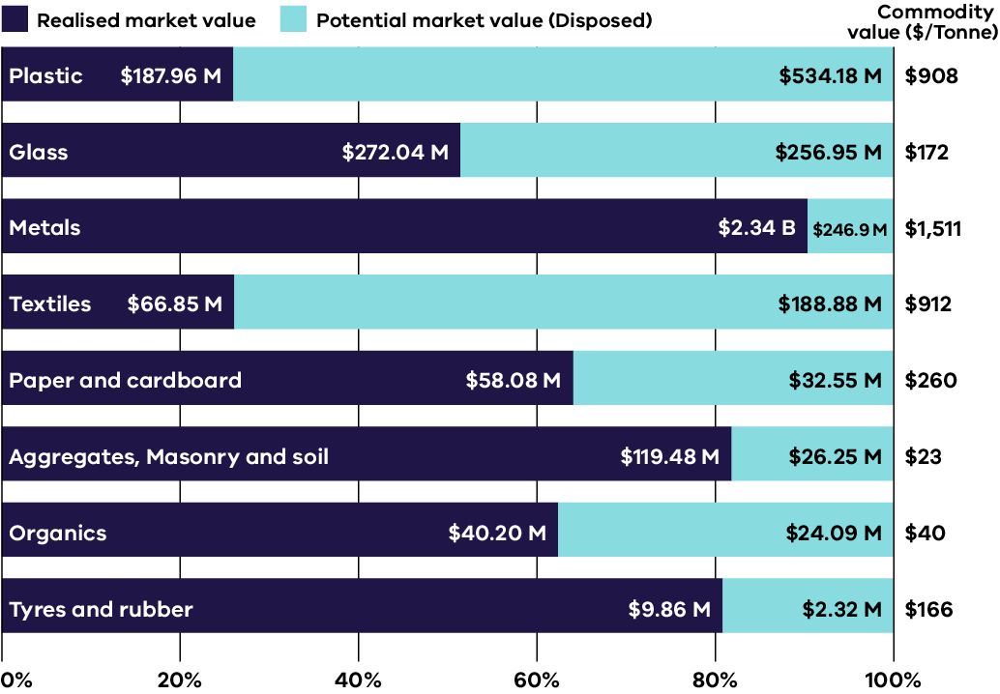 Realised market value
Potential market value (Disposed)
Commodity
value ($/Tonne)
Plastic $187.96 M $534.18 M $908
Glass $272.04 M $256.95 M $172
Metals $2.34 B $246.9 M $1,511
Textiles $66.85 M $188.88 M $912
Paper and cardboard $58.08 M $32.55 M $260
Aggregates, Masonry and soil $119.48 M $26.25 M $23
Organics $40.20 M $24.09 M $40
Tyres and rubber $9.86 M $2.32 M $166
0% 20% 40% 60% 80% 100%